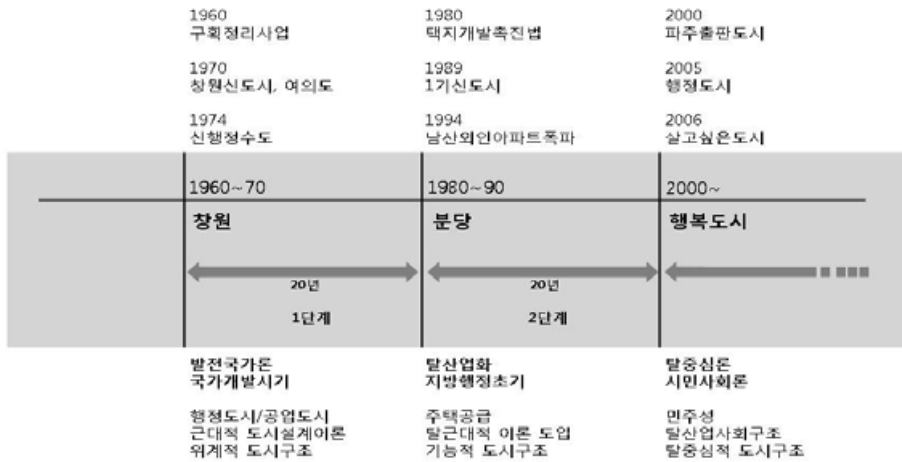 1960
구획정리사업
1970
창원신도시, 여의도
1974
신행정수도
1980
택지개발촉진법
1989
1기신도시
1994
남산외인아파트폭파
2000
파주출판도시
2005
행정도시
2006
살고싶은도시
1960~70
1980~90
2000~
창원
분당
행복도시
20년
20년
1단계
2단계
발전국가론
국가개발시기
행정도시/공업도시
근대적 도시설계이론
위계적 도시구조
탈산업화
지방행정초기
주택공급
탈근대적 이론 도입
기능적 도시구조
탈중심론
시민사회론
민주성
탈산업사회구조
탈중심적 도시구조